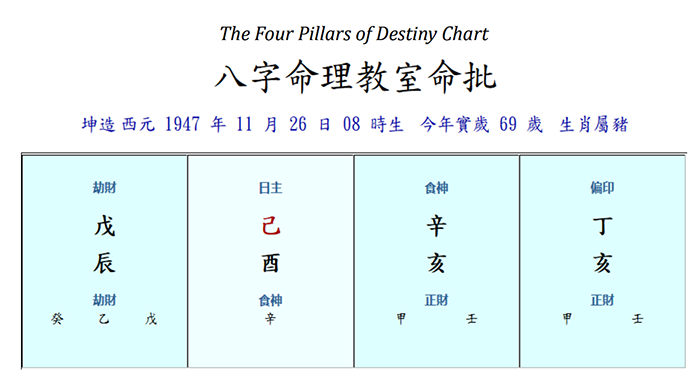 The Four Pillars of Destiny Chart
八字命理教室命批
坤造 西元 1947 年 11 月 26 日 08 時生 今年實歲 69 歲 生肖屬豬
劫財 日主 食神 偏印
戊 己 辛 丁
辰 酉 亥 亥
劫財 食神 正財 正財
癸 乙 戊 辛 甲 壬 甲 壬